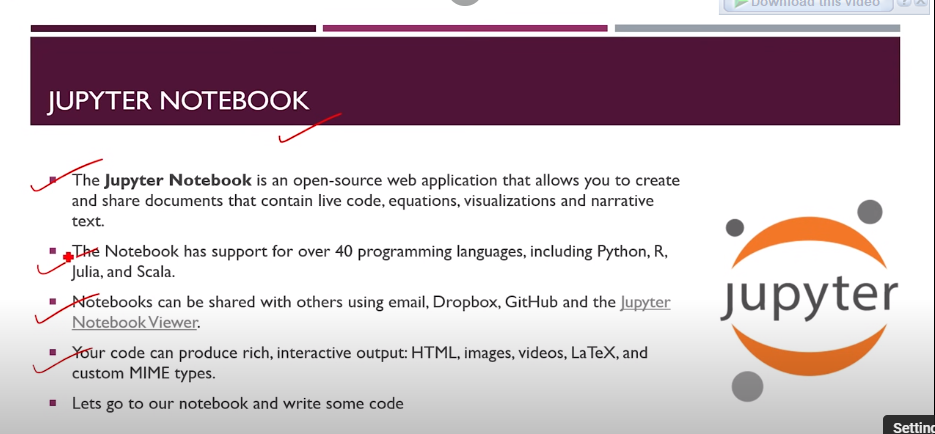 Download this video
JUPYTER NOTEBOOK
The Jupyter Notebook is an open-source web application that allows you to create
and share documents that contain live code, equations, visualizations and narrative
text.
The Notebook has support for over 40 programming languages, including Python, R,
Julia, and Scala.
Notebooks can be shared with others using email, Dropbox, GitHub and the Jupyter
Notebook Viewer.
Your code can produce rich, interactive output: HTML, images, videos, LaTeX, and
custom MIME types.
Lets go to our notebook and write some code
jupyter